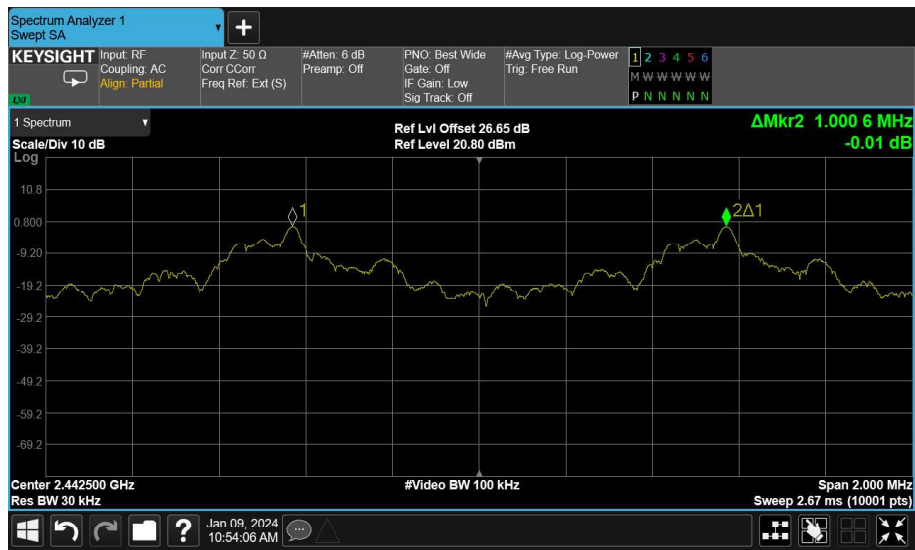 Spectrum Analyzer 1
Swept SA
+
KEYSIGHT
Input: RF
Coupling: AC
Align: Partial
LXI
Input Z: 50 Ω
Corr CCorr
Freq Ref: Ext (S)
#Atten: 6 dB
Preamp: Off
PNO: Best Wide
Gate: Off
IF Gain: Low
Sig Track: Off
#Avg Type: Log-Power
Trig: Free Run
1 2 3 4 5 6
M W W W W W
P N N N N N
1 Spectrum
Scale/Div 10 dB
Ref Lvl Offset 26.65 dB
Ref Level 20.80 dBm
ΔMkr2 1.000 6 MHz
-0.01 dB
Log
10.8
0.800
-9.20
-19.2
-29.2
-39.2
-49.2
-59.2
-69.2
1
2Δ1
Center 2.442500 GHz
Res BW 30 kHz
#Video BW 100 kHz
Span 2.000 MHz
Sweep 2.67 ms (10001 pts)
?
Jan 09, 2024
10:54:06 AM